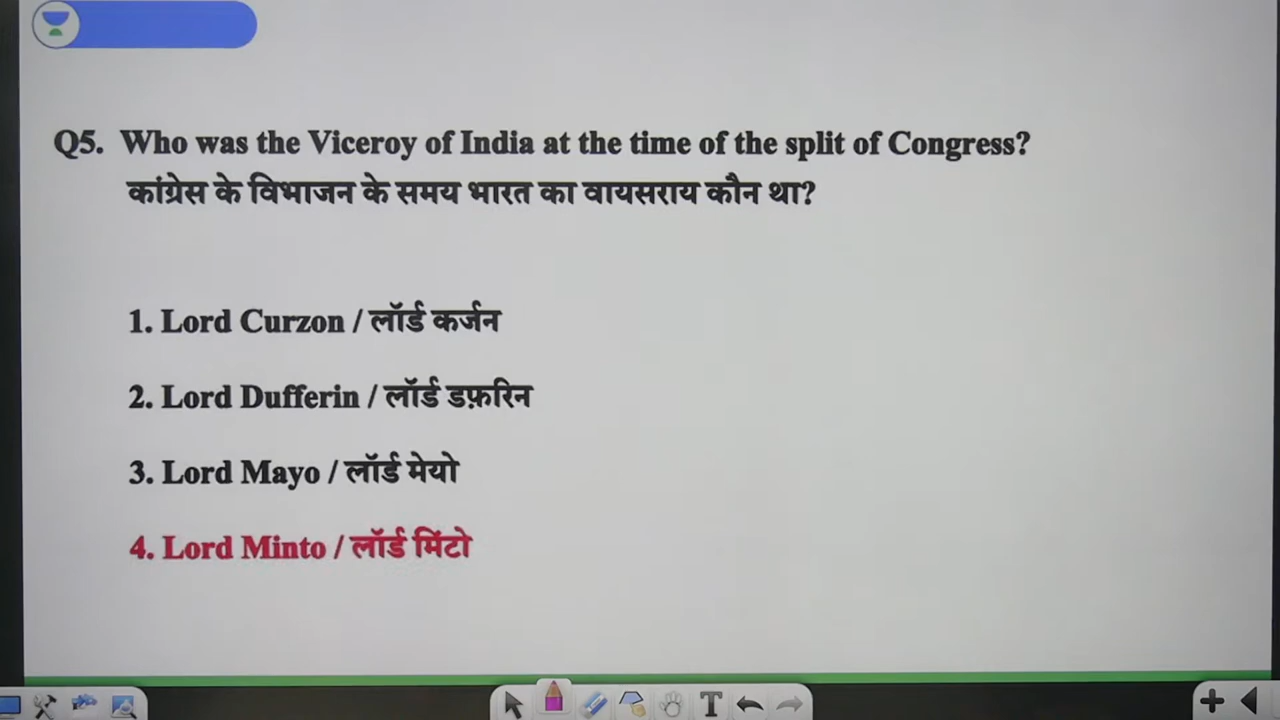 Q5. Who was the Viceroy of India at the time of the split of Congress?
कांग्रेस के विभाजन के समय भारत का वायसराय कौन था?
1. Lord Curzon / लॉर्ड कर्जन
2. Lord Dufferin / लॉर्ड डफ़रिन
3. Lord Mayo / लॉर्ड मेयो
4. Lord Minto / लॉर्ड मिंटो
T